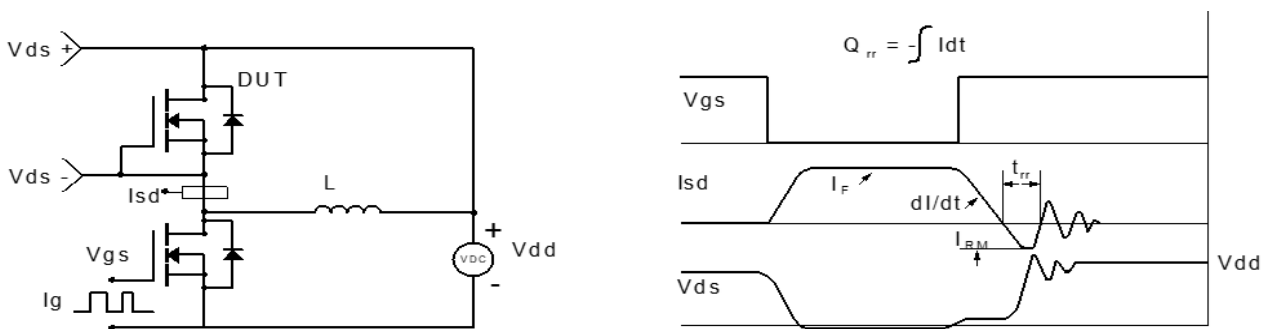 Vds +
DUT
Vds -
Isd
L
Vgs
Ig
+
VDC
-
Vdd
Q rr = -∫ Idt
Vgs
Isd
I F
dI/dt
t rr
I RM
Vds
Vdd